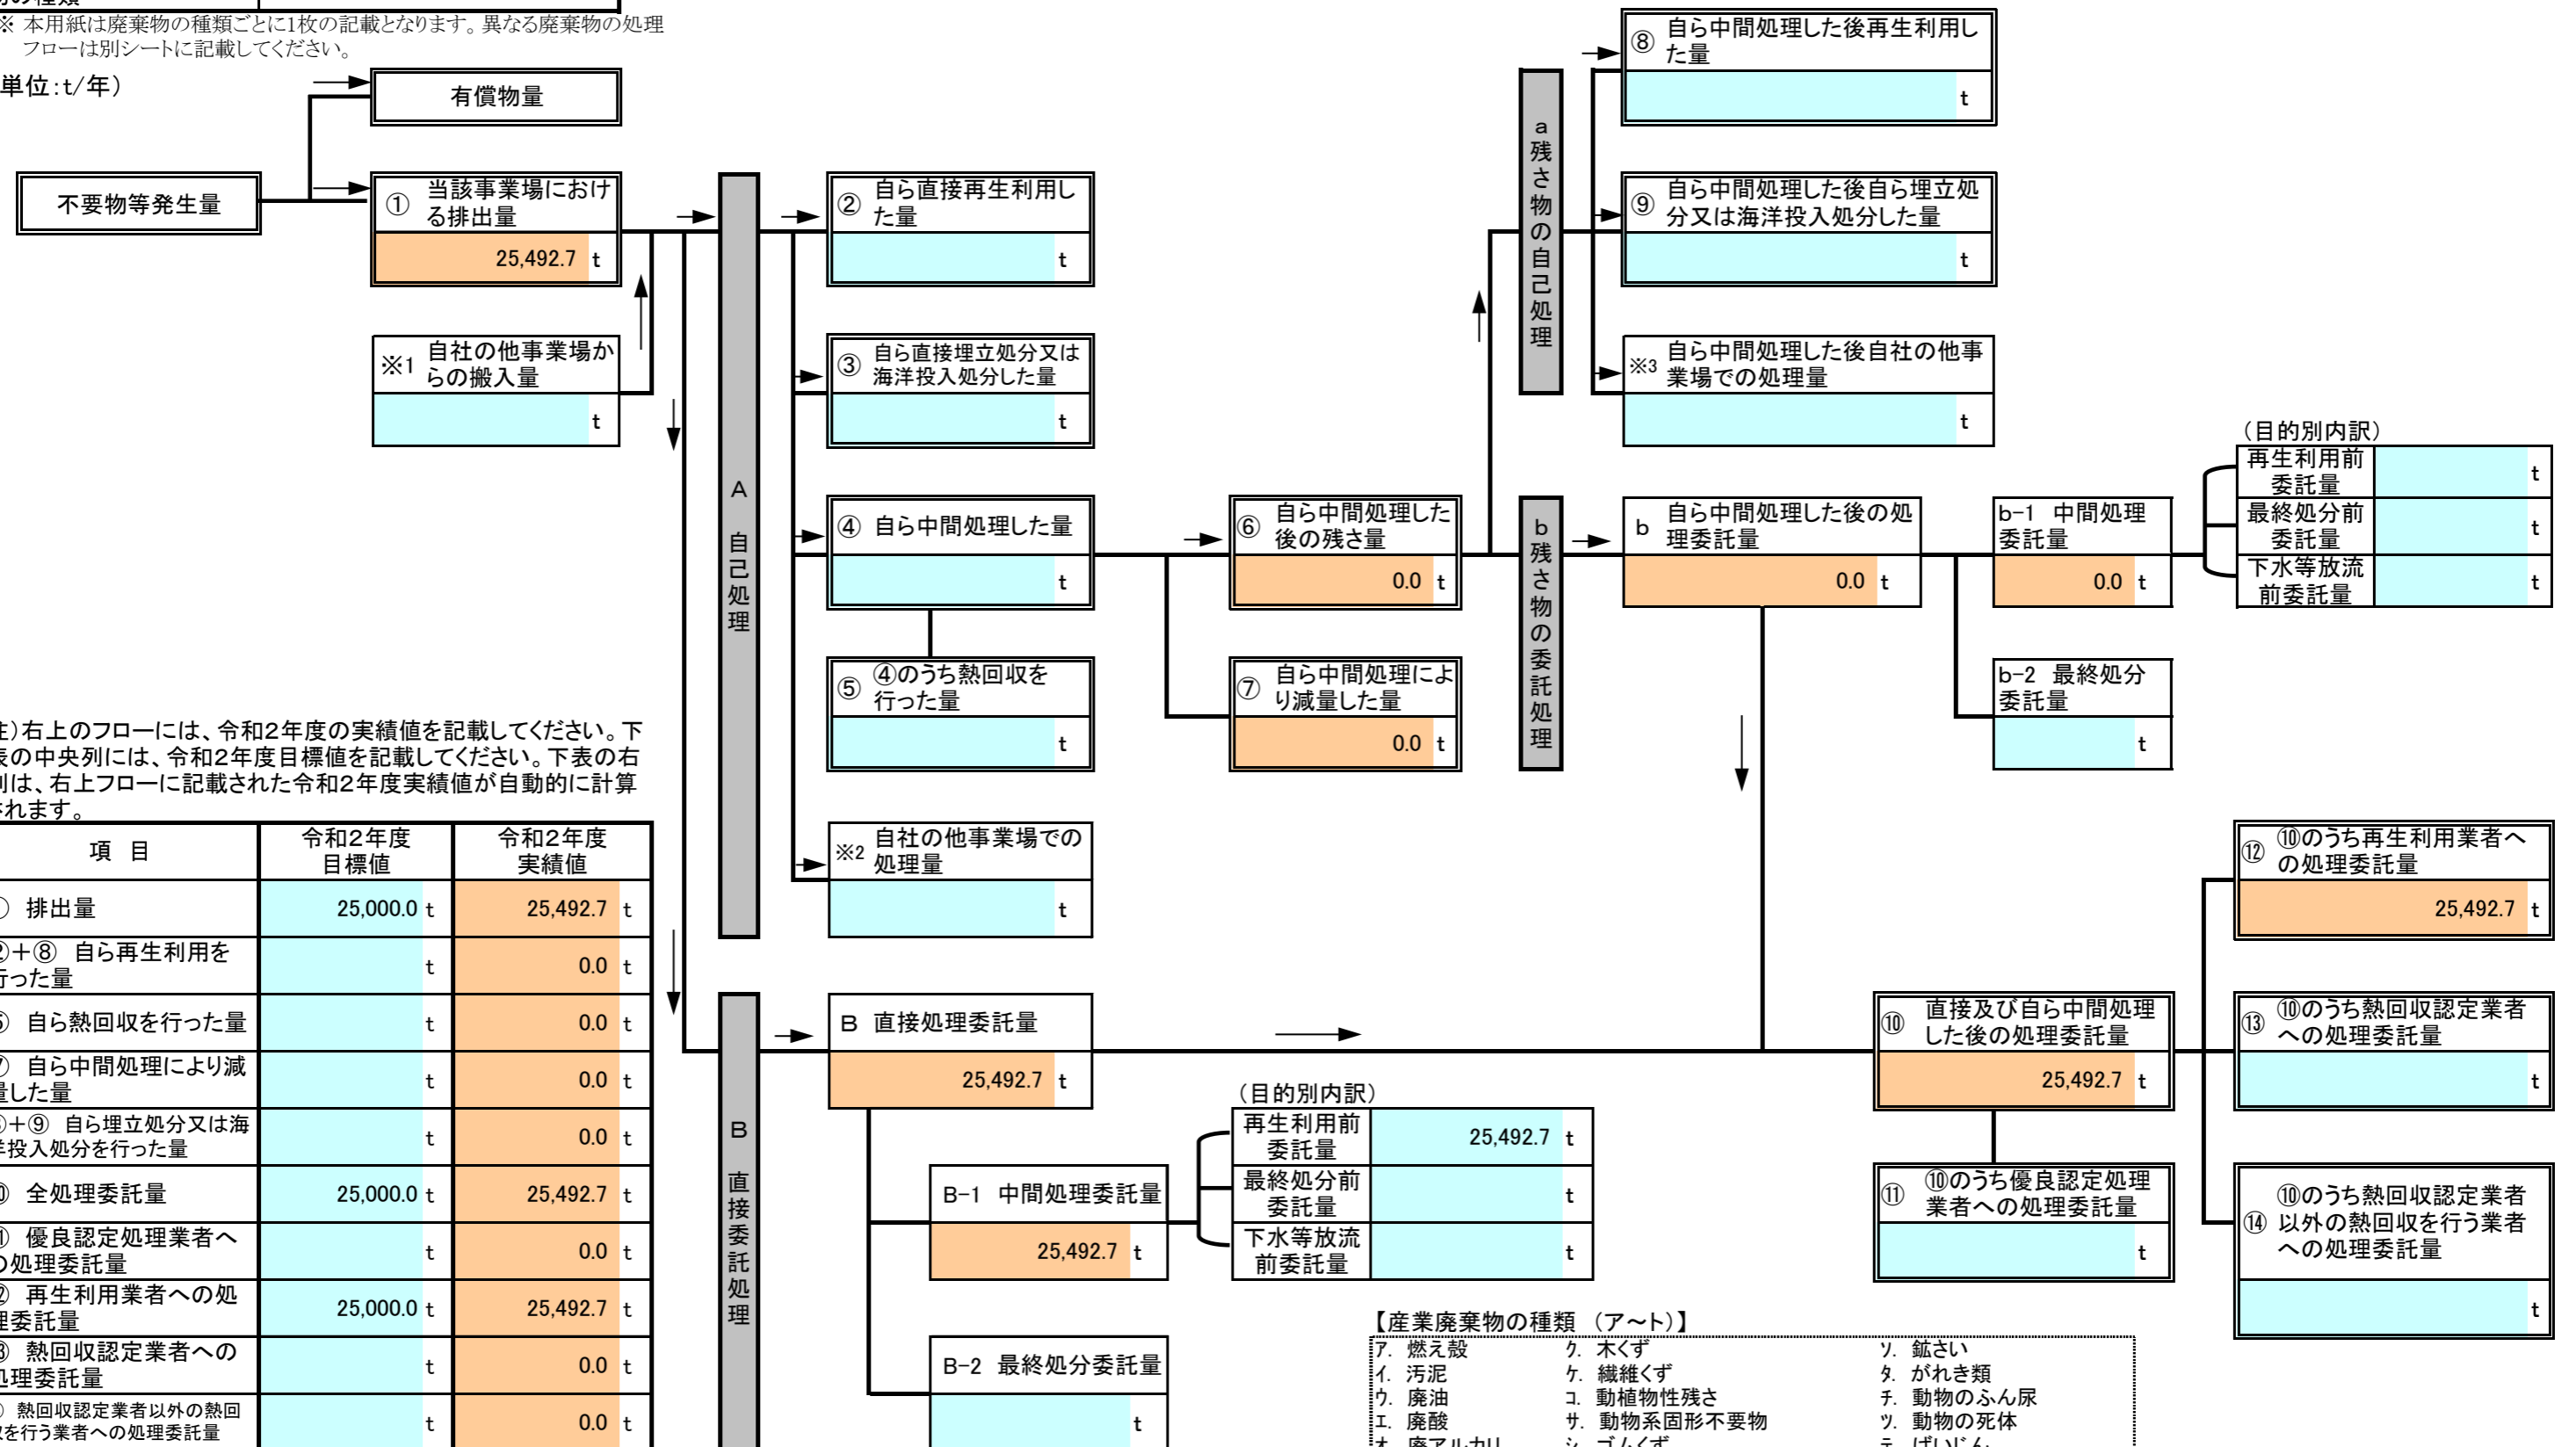 ※ 本用紙は廃棄物の種類ごとに1枚の記載となります。異なる廃棄物の処理
フローは別シートに記載してください。
単位:t/年)
有償物量
不要物等発生量
① 当該事業場におけ
る排出量
25,492.7 t
※1 自社の他事業場か
らの搬入量
t
A 自己処理
② 自ら直接再生利用し
た量
t
③ 自ら直接埋立処分又は
海洋投入処分した量
t
④ 自ら中間処理した量
t
⑤ ④のうち熱回収を
行った量
t
※2 自社の他事業場での
処理量
t
⑥ 自ら中間処理した
後の残さ量
0.0 t
⑦ 自ら中間処理によ
り減量した量
0.0 t
a 残さ物の自己処理
⑧ 自ら中間処理した後再生利用し
た量
t
⑨ 自ら中間処理した後自ら埋立処
分又は海洋投入処分した量
t
※3 自ら中間処理した後自社の他事
業場での処理量
t
b 残さ物の委託処理
b 自ら中間処理した後の処
理委託量
0.0 t
b-1 中間処理
委託量
0.0 t
b-2 最終処分
委託量
t
(目的別内訳)
再生利用前
委託量 t
最終処分前
委託量 t
下水等放流
前委託量 t
注)右上のフローには、令和2年度の実績値を記載してください。下
表の中央列には、令和2年度目標値を記載してください。下表の右
列は、右上フローに記載された令和2年度実績値が自動的に計算
されます。
項 目 令和2年度 目標値 令和2年度 実績値
① 排出量 25,000.0 t 25,492.7 t
②+⑧ 自ら再生利用を
行った量 t 0.0 t
⑤ 自ら熱回収を行った量 t 0.0 t
⑦ 自ら中間処理により減
量した量 t 0.0 t
③+⑨ 自ら埋立処分又は海
洋投入処分を行った量 t 0.0 t
⑩ 全処理委託量 25,000.0 t 25,492.7 t
⑪ 優良認定処理業者へ
の処理委託量 t 0.0 t
⑫ 再生利用業者への処
理委託量 25,000.0 t 25,492.7 t
⑬ 熱回収認定業者への
処理委託量 t 0.0 t
熱回収認定業者以外の熱回
収を行う業者への処理委託量 t 0.0 t
B 直接委託処理
B 直接処理委託量
25,492.7 t
B-1 中間処理委託量
25,492.7 t
B-2 最終処分委託量
t
(目的別内訳)
再生利用前
委託量 25,492.7 t
最終処分前
委託量 t
下水等放流
前委託量 t
⑩ 直接及び自ら中間処理
した後の処理委託量
25,492.7 t
⑪ ⑩のうち優良認定処理
業者への処理委託量
t
⑫ ⑩のうち再生利用業者へ
の処理委託量
25,492.7 t
⑬ ⑩のうち熱回収認定業者
への処理委託量
t
⑭ ⑩のうち熱回収認定業者
以外の熱回収を行う業者
への処理委託量
t
【産業廃棄物の種類 (ア~ト)】
ア. 燃え殻 ク. 木くず ソ. 鉱さい
イ. 汚泥 ケ. 繊維くず タ. がれき類
ウ. 廃油 コ. 動植物性残さ チ. 動物のふん尿
エ. 廃酸 サ. 動物系固形不要物 ツ. 動物の死体
オ. 廃アルカリ シ. ゴムくず テ. ばいじん